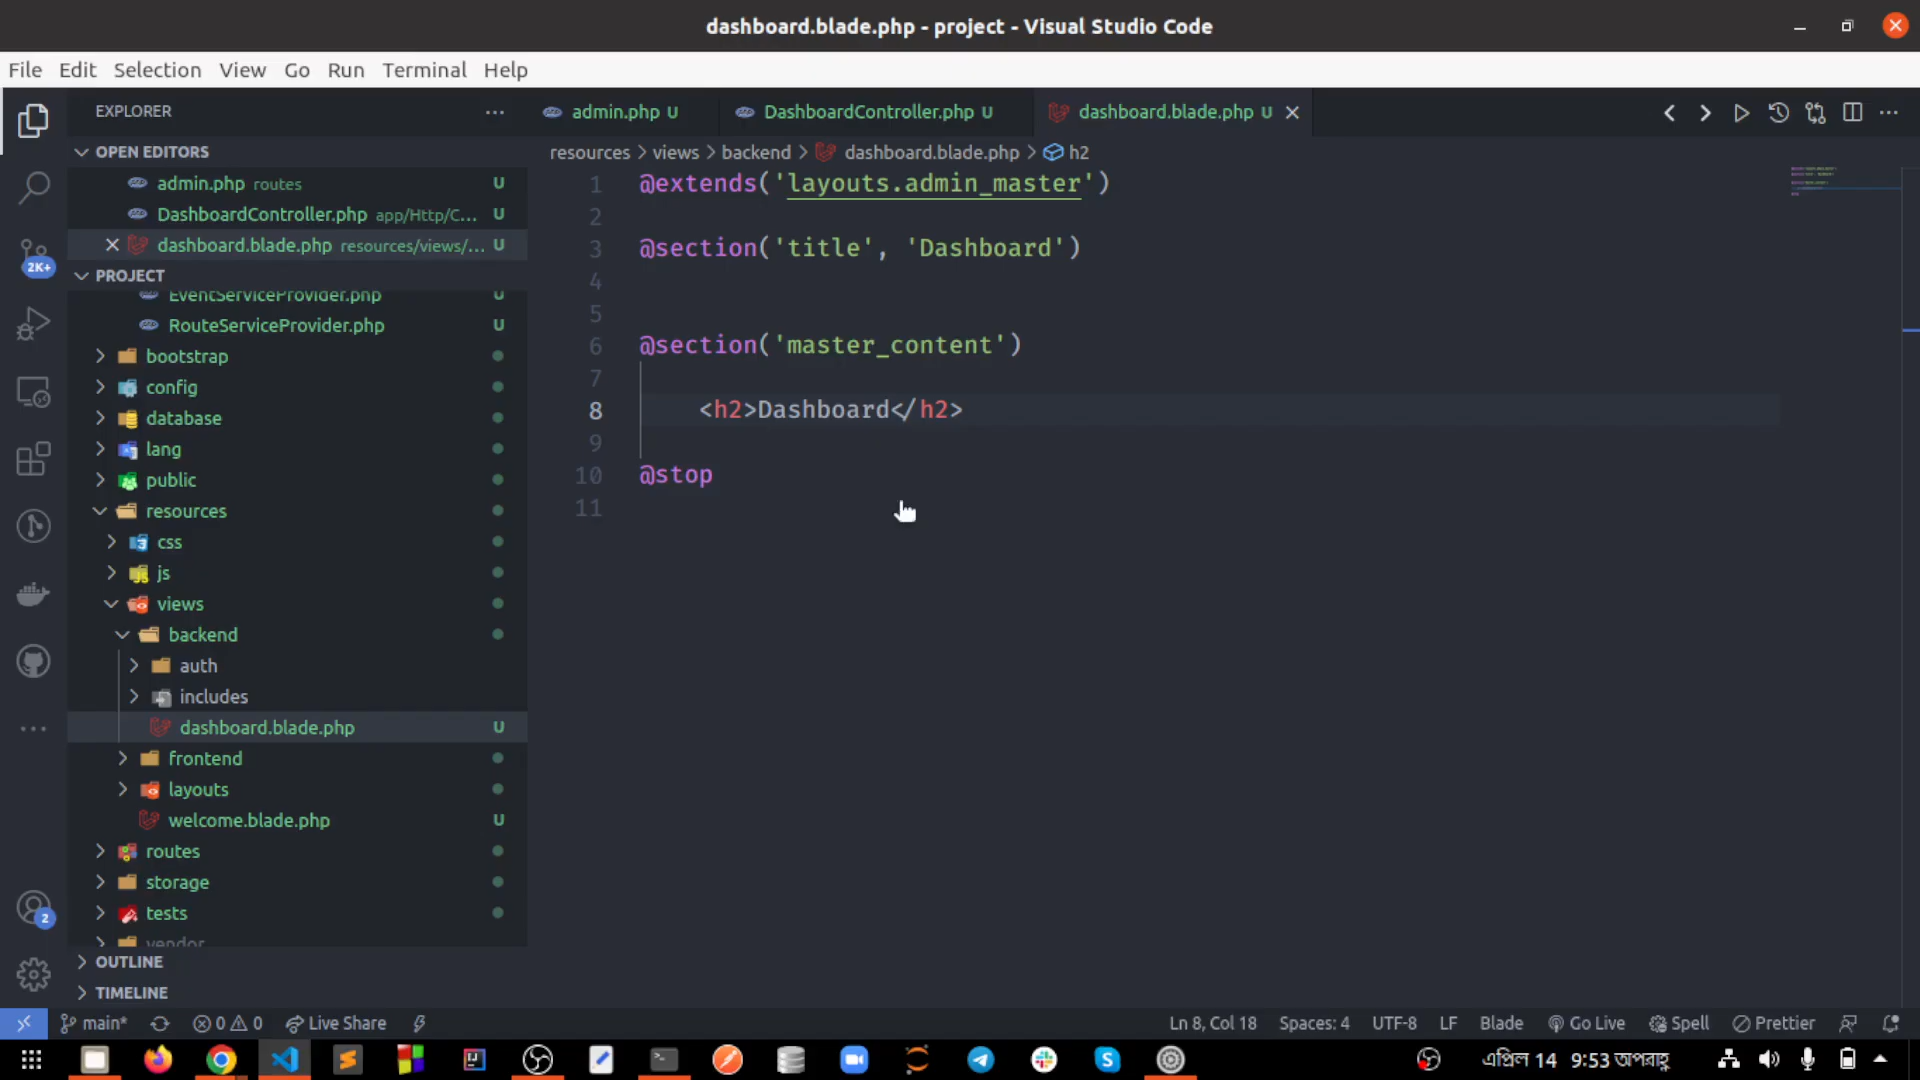 dashboard.blade.php - project - Visual Studio Code
File Edit Selection View Go Run Terminal Help
EXPLORER
admin.php U
DashboardController.php U
dashboard.blade.php U
OPEN EDITORS
admin.php routes U
DashboardController.php app/Http/C... U
dashboard.blade.php resources/views/... U
PROJECT
EventServiceProvider.php U
RouteServiceProvider.php U
bootstrap
config
database
lang
public
resources
css
js
views
backend
auth
includes
dashboard.blade.php U
frontend
layouts
welcome.blade.php U
routes
storage
tests
vendor
OUTLINE
TIMELINE
2K+
2
resources > views > backend > dashboard.blade.php > h2
1 @extends('layouts.admin_master')
2
3 @section('title', 'Dashboard')
4
5
6 @section('master_content')
7
8 <h2>Dashboard</h2>
9
10 @stop
11
main* 0 0 Live Share Ln 8, Col 18 Spaces: 4 UTF-8 LF Blade Go Live Spell Prettier
এপ্রিল 14 9:53 অপরাহ্ণ